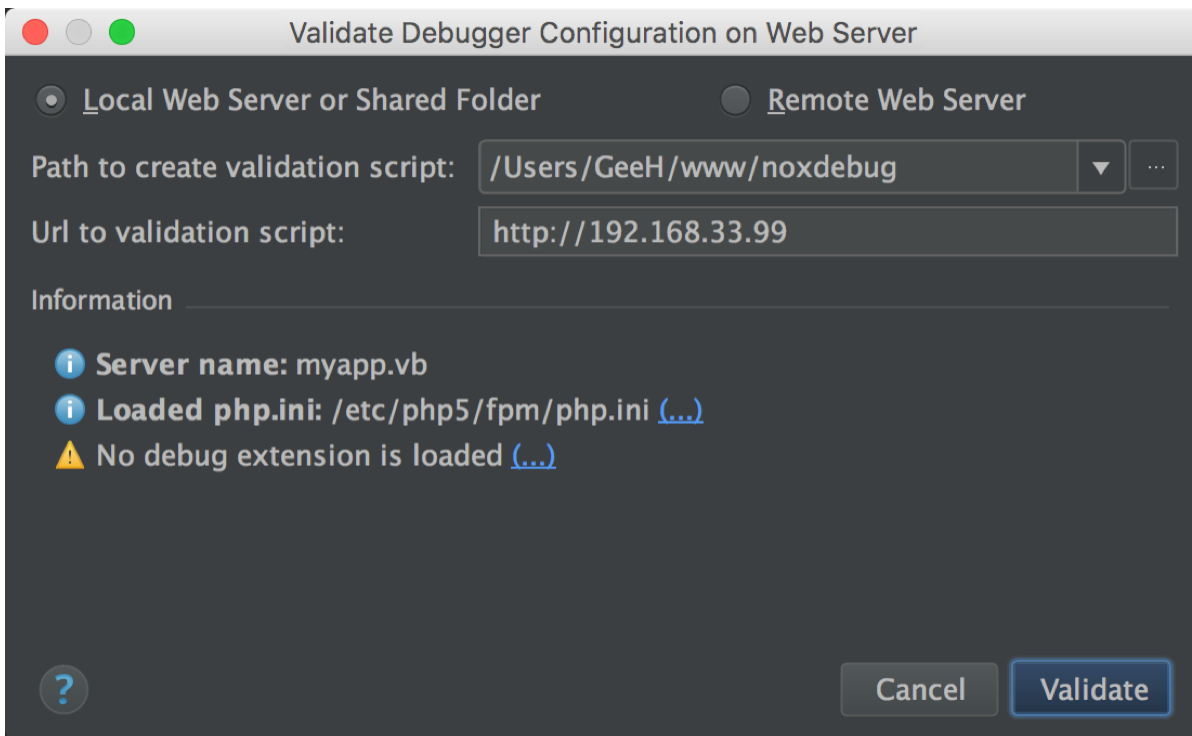 Validate Debugger Configuration on Web Server
Local Web Server or Shared Folder
Remote Web Server
Path to create validation script: /Users/GeeH/www/noxdebug ...
Url to validation script: http://192.168.33.99
Information
Server name: myapp.vb
Loaded php.ini: /etc/php5/fpm/php.ini (...)
No debug extension is loaded (...)
? Cancel Validate